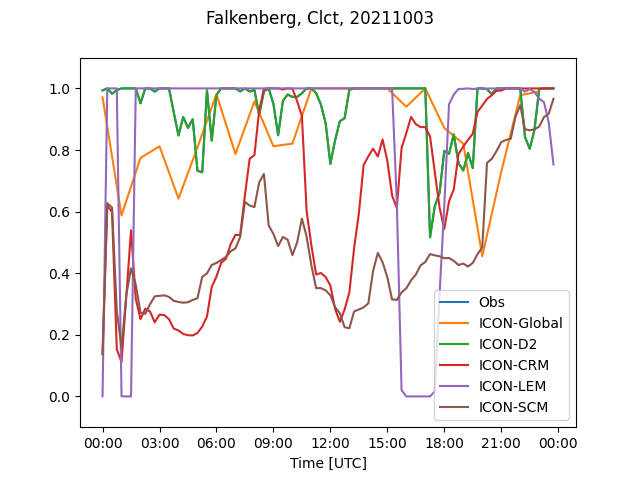 Falkenberg, Clct, 20211003
1.0
0.8
0.6
0.4
0.2
0.0
Obs
ICON-Global
ICON-D2
ICON-CRM
ICON-LEM
ICON-SCM
00:00 03:00 06:00 09:00 12:00 15:00 18:00 21:00 00:00
Time [UTC]